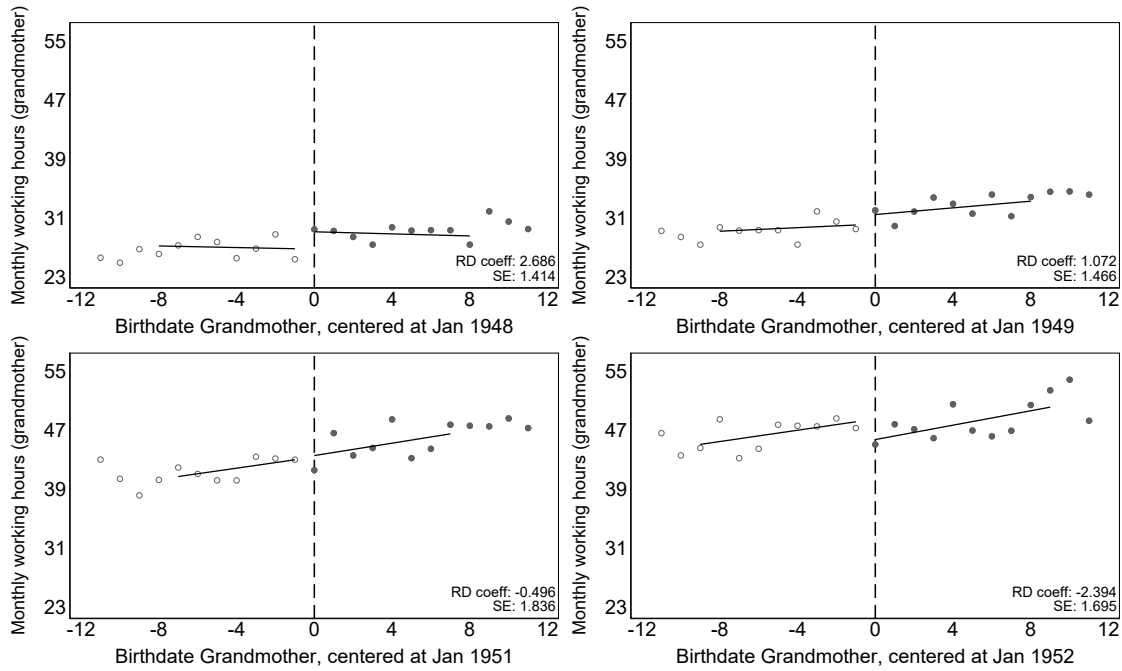 Monthly working hours (grandmother)
55
47
39
31
23
RD coeff: 2.686
SE: 1.414
-12 -8 -4 0 4 8 12
Birthdate Grandmother, centered at Jan 1948
Monthly working hours (grandmother)
55
47
39
31
23
RD coeff: 1.072
SE: 1.466
-12 -8 -4 0 4 8 12
Birthdate Grandmother, centered at Jan 1949
Monthly working hours (grandmother)
55
47
39
31
23
RD coeff: -0.496
SE: 1.836
-12 -8 -4 0 4 8 12
Birthdate Grandmother, centered at Jan 1951
Monthly working hours (grandmother)
55
47
39
31
23
RD coeff: -2.394
SE: 1.695
-12 -8 -4 0 4 8 12
Birthdate Grandmother, centered at Jan 1952